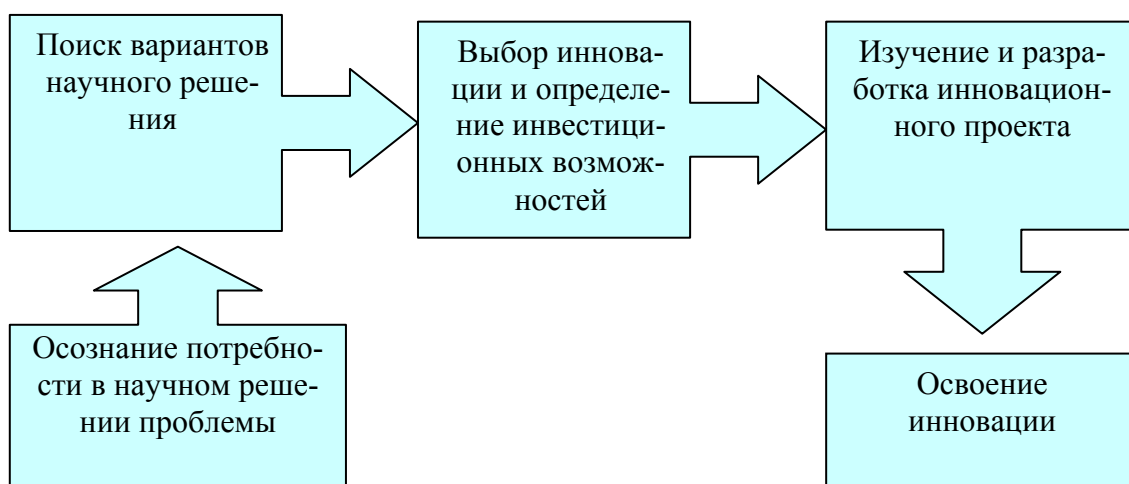 Поиск вариантов
научного реше-
ния
Выбор иннова-
ции и определе-
ние инвестици-
онных возмож-
ностей
Изучение и разра-
ботка инновацион-
ного проекта
Осознание потребно-
сти в научном реше-
нии проблемы
Освоение
инновации